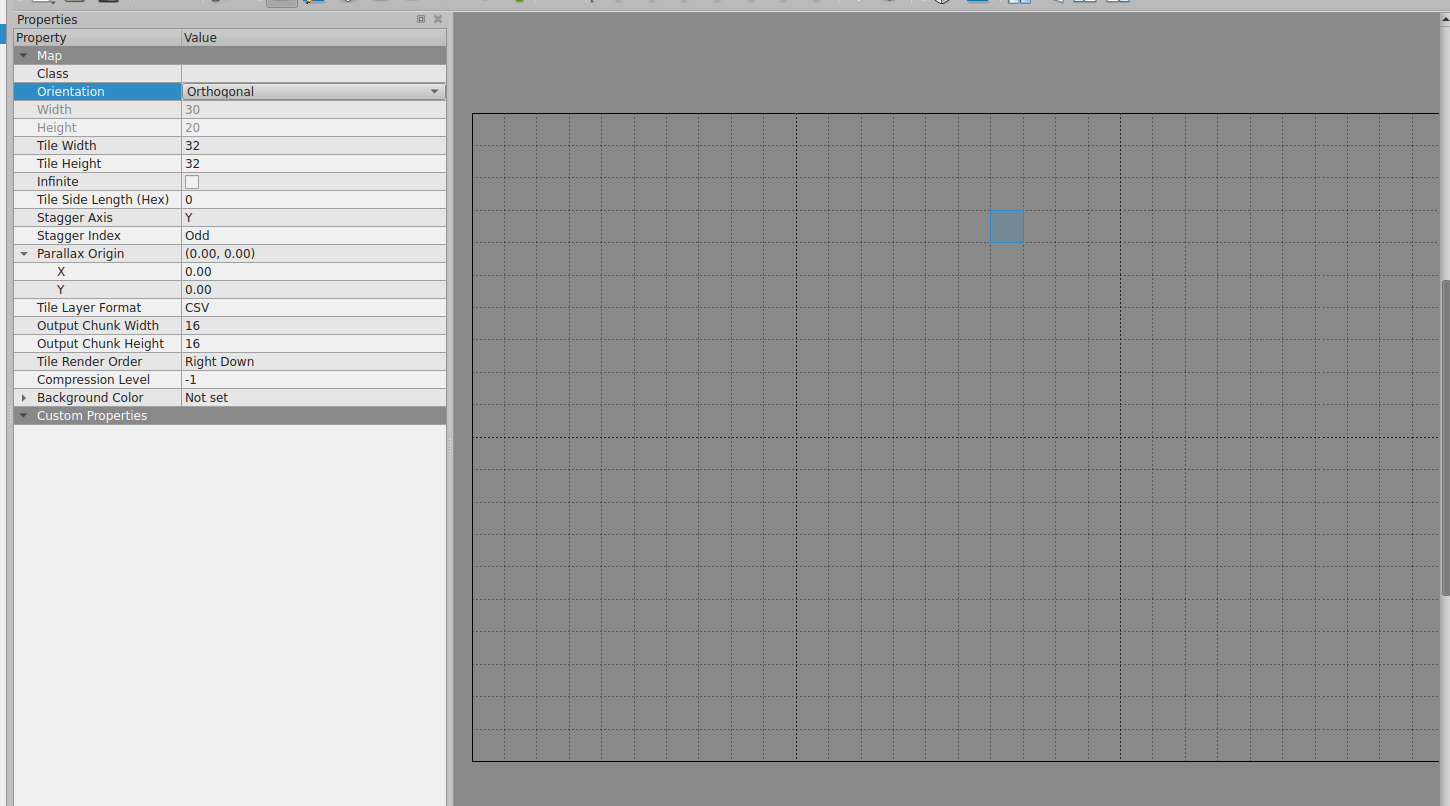 Properties
Property Value
Map
Class
Orientation Orthogonal
Width 30
Height 20
Tile Width 32
Tile Height 32
Infinite
Tile Side Length (Hex) 0
Stagger Axis Y
Stagger Index Odd
Parallax Origin (0.00, 0.00)
X 0.00
Y 0.00
Tile Layer Format CSV
Output Chunk Width 16
Output Chunk Height 16
Tile Render Order Right Down
Compression Level -1
Background Color Not set
Custom Properties